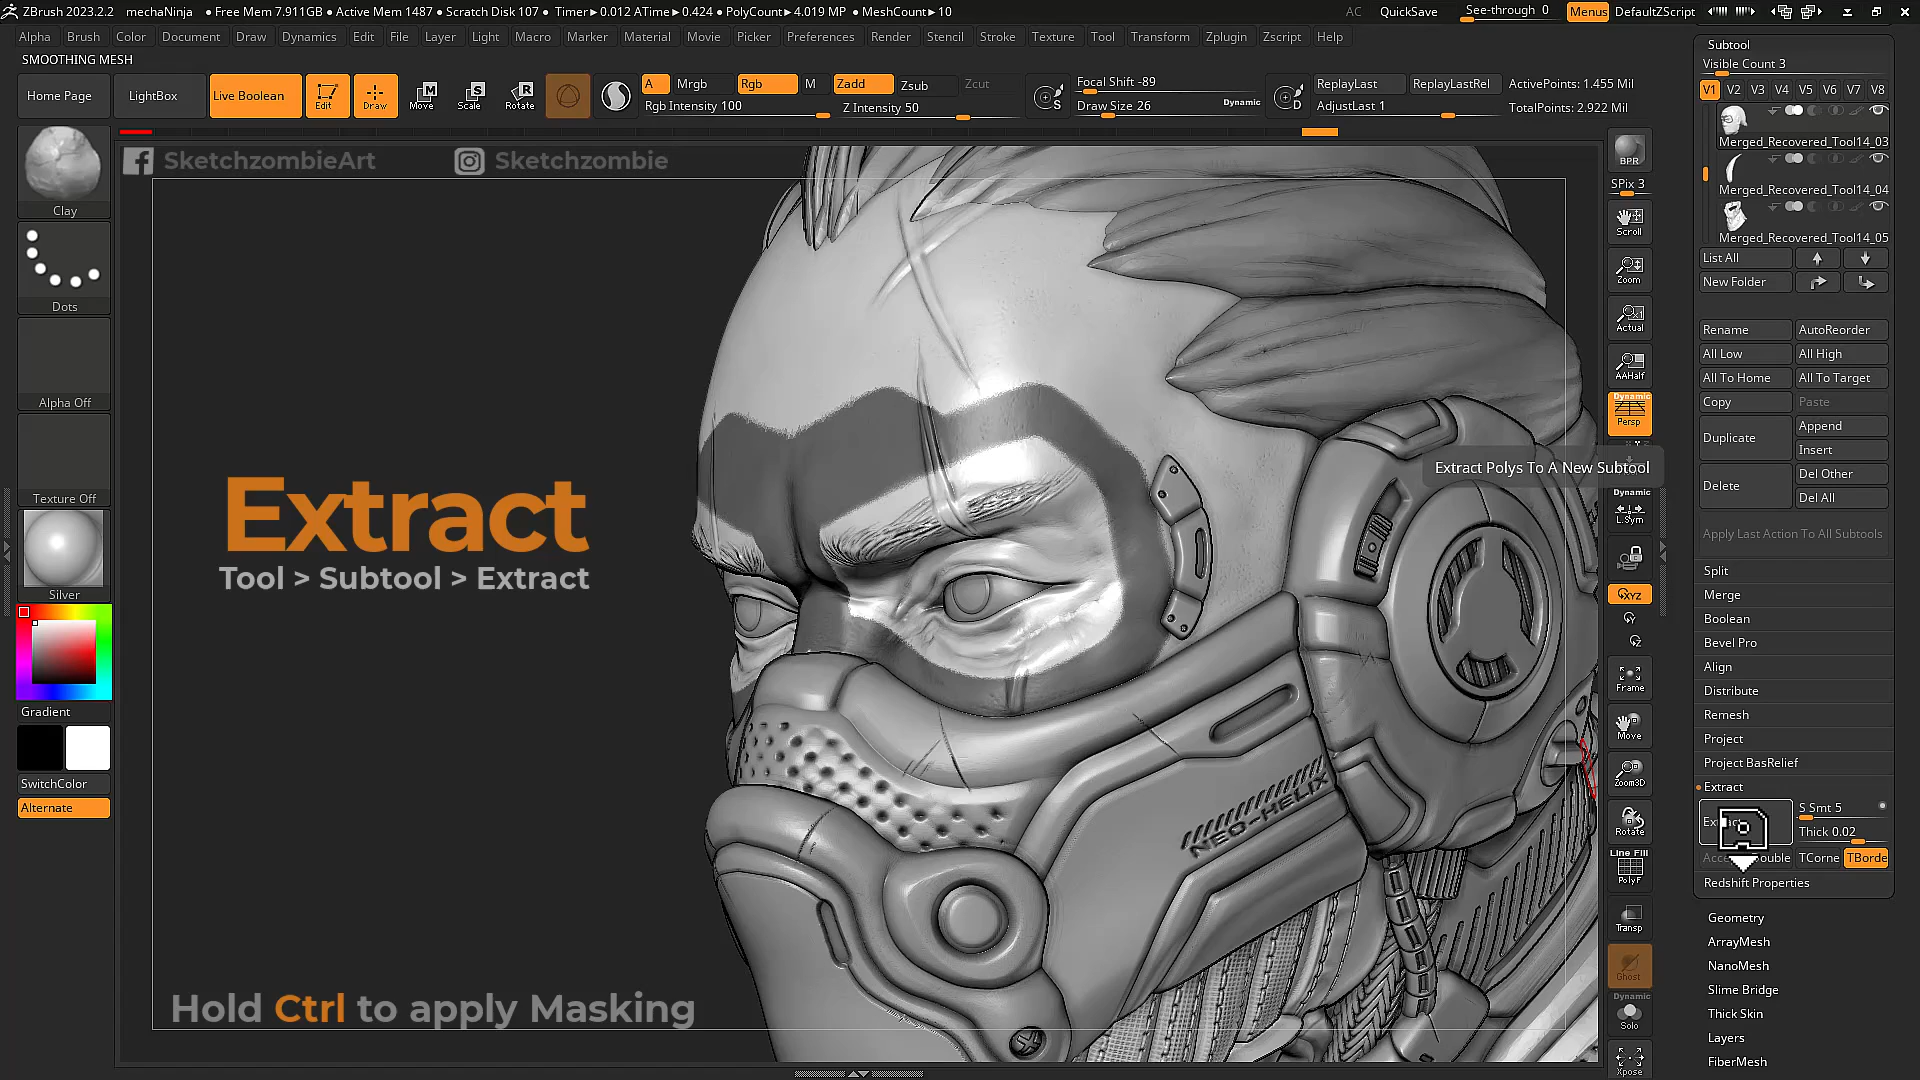 ZBrush 2023.2.2 mechaNinja • Free Mem 7.911GB • Active Mem 1487 • Scratch Disk 107 • Timer►0.012 ATime►0.424 • PolyCount►4.019 MP • MeshCount►10 AC QuickSave See-through 0 Menus DefaultZScript
Alpha Brush Color Document Draw Dynamics Edit File Layer Light Macro Marker Material Movie Picker Preferences Render Stencil Stroke Texture Tool Transform Zplugin Zscript Help
SMOOTHING MESH
Home Page LightBox Live Boolean Edit Draw Move Scale Rotate
A Mrgb Rgb M Zadd Zsub Zcut
Rgb Intensity 100 Z Intensity 50
Focal Shift -89
Draw Size 26 Dynamic
ReplayLast ReplayLastRel ActivePoints: 1.455 Mil
AdjustLast 1 TotalPoints: 2.922 Mil
SketchzombieArt Sketchzombie
Clay
Dots
Alpha Off
Texture Off
Silver
Gradient
SwitchColor
Alternate
Extract
Tool > Subtool > Extract
Hold Ctrl to apply Masking
NEO-HELIX
Extract Polys To A New Subtool
BPR
SPix 3
Scroll
Zoom
Actual
AAHalf
Dynamic
Persp
Dynamic
L.Sym
XYZ
Y
Z
Frame
Move
Zoom3D
Rotate
Line Fill
PolyF
Transp
Ghost
Dynamic
Solo
Xpose
Subtool
Visible Count 3
V1 V2 V3 V4 V5 V6 V7 V8
Merged_Recovered_Tool14_03
Merged_Recovered_Tool14_04
Merged_Recovered_Tool14_05
List All
New Folder
Rename AutoReorder
All Low All High
All To Home All To Target
Copy Paste
Duplicate Append
Insert
Delete Del Other
Del All
Apply Last Action To All Subtools
Split
Merge
Boolean
Bevel Pro
Align
Distribute
Remesh
Project
Project BasRelief
Extract
S Smt 5
Thick 0.02
TCorne TBorde
Redshift Properties
Geometry
ArrayMesh
NanoMesh
Slime Bridge
Thick Skin
Layers
FiberMesh